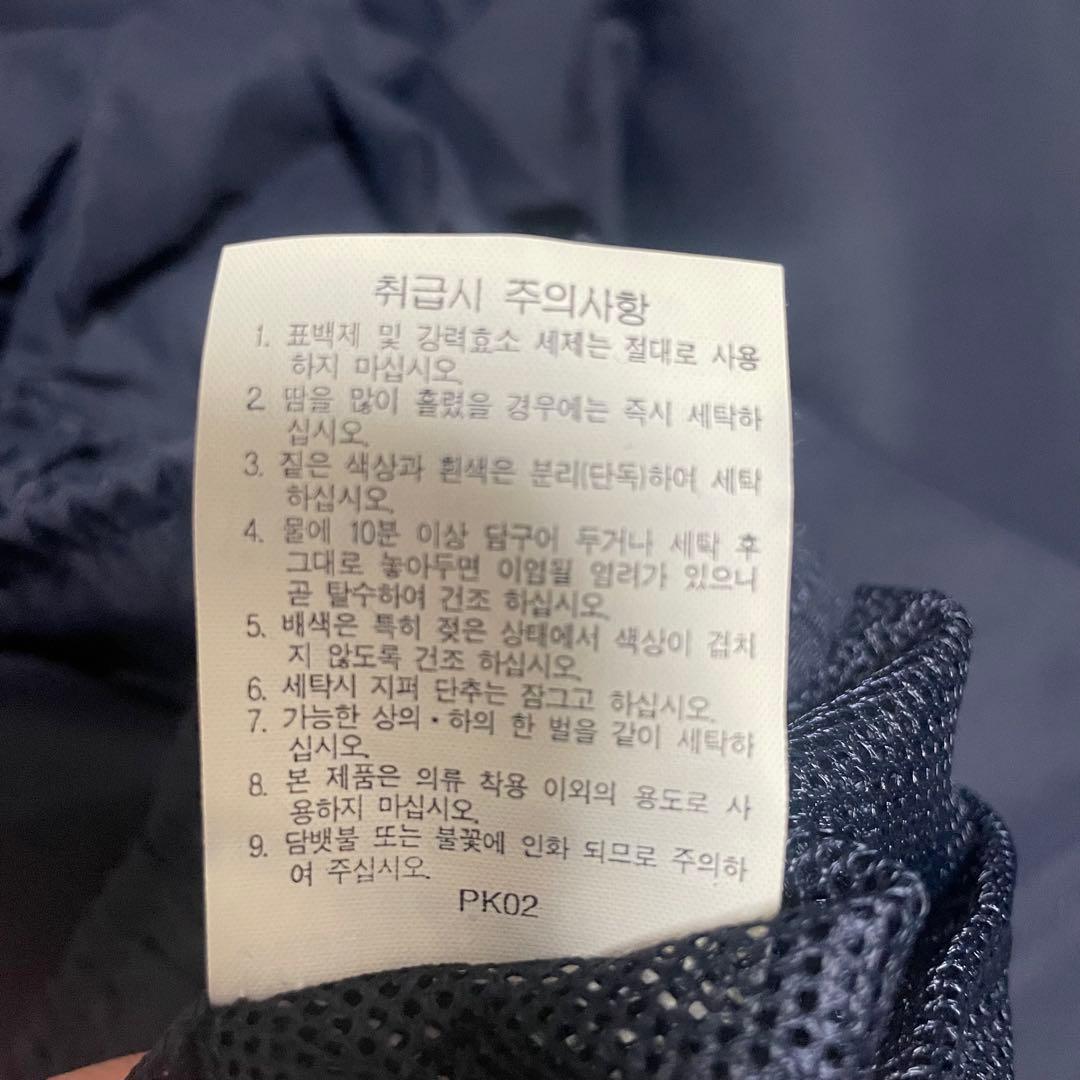 취급시 주의사항
1. 표백제 및 강력효소 세제는 절대로 사용
하지 마십시오.
2. 땀을 많이 흘렸을 경우에는 즉시 세탁하
십시오.
3. 짙은 색상과 흰색은 분리(단독)하여 세탁
하십시오.
4. 물에 10분 이상 담구어 두거나 세탁 후
그대로 놓아두면 이염될 염려가 있으니
곧 탈수하여 건조 하십시오.
5. 배색은 특히 젖은 상태에서 색상이 겹치
지 않도록 건조 하십시오.
6. 세탁시 지퍼 단추는 잠그고 하십시오.
7. 가능한 상의·하의 한 벌을 같이 세탁하
십시오.
8. 본 제품은 의류 착용 이외의 용도로 사
용하지 마십시오.
9. 담뱃불 또는 불꽃에 인화 되므로 주의하
여 주십시오.
PK02